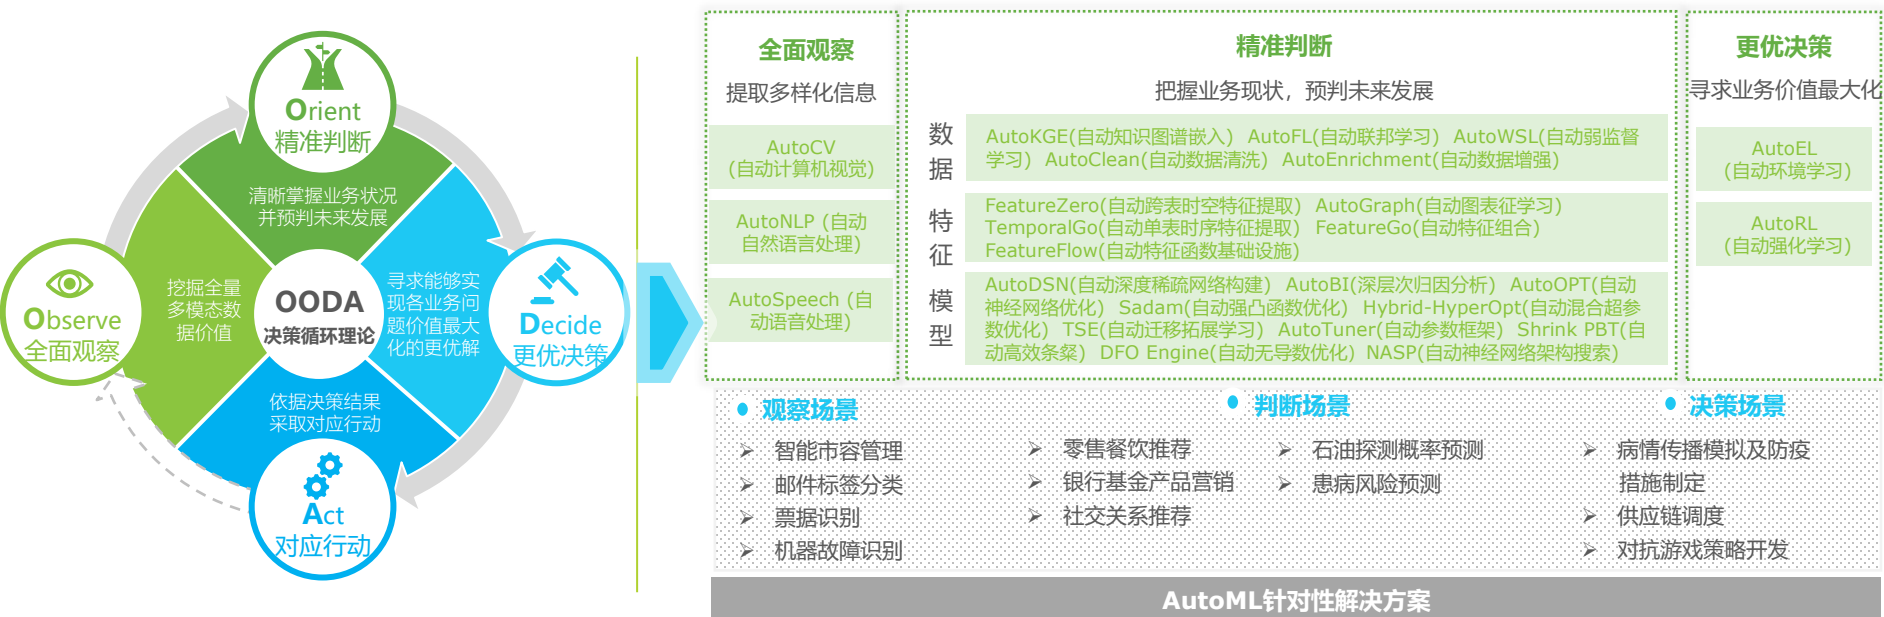 Orient
精准判断
清晰掌握业务状况
并预判未来发展
Observe
全面观察
挖掘全量
多模态数
据价值
OODA
决策循环理论
寻求能够实
现各业务问
题价值最大
化的更优解
Decide
更优决策
依据决策结果
采取对应行动
Act
对应行动
全面观察
提取多样化信息
AutoCV
(自动计算机视觉)
AutoNLP (自动
自然语言处理)
AutoSpeech (自
动语音处理)
精准判断
把握业务现状，预判未来发展
数
据
AutoKGE(自动知识图谱嵌入) AutoFL(自动联邦学习) AutoWSL(自动弱监督
学习) AutoClean(自动数据清洗) AutoEnrichment(自动数据增强)
特
征
FeatureZero(自动跨表时空特征提取) AutoGraph(自动图表征学习)
TemporalGo(自动单表时序特征提取) FeatureGo(自动特征组合)
FeatureFlow(自动特征函数基础设施)
模
型
AutoDSN(自动深度稀疏网络构建) AutoBI(深层次归因分析) AutoOPT(自动
神经网络优化) Sadam(自动强凸函数优化) Hybrid-HyperOpt(自动混合超参
数优化) TSE(自动迁移拓展学习) AutoTuner(自动参数框架) Shrink PBT(自
动高效条粲) DFO Engine(自动无导数优化) NASP(自动神经网络架构搜索)
更优决策
寻求业务价值最大化
AutoEL
(自动环境学习)
AutoRL
(自动强化学习)
观察场景
智能市容管理
邮件标签分类
票据识别
机器故障识别
判断场景
零售餐饮推荐
银行基金产品营销
社交关系推荐
石油探测概率预测
患病风险预测
决策场景
病情传播模拟及防疫
措施制定
供应链调度
对抗游戏策略开发
AutoML针对性解决方案